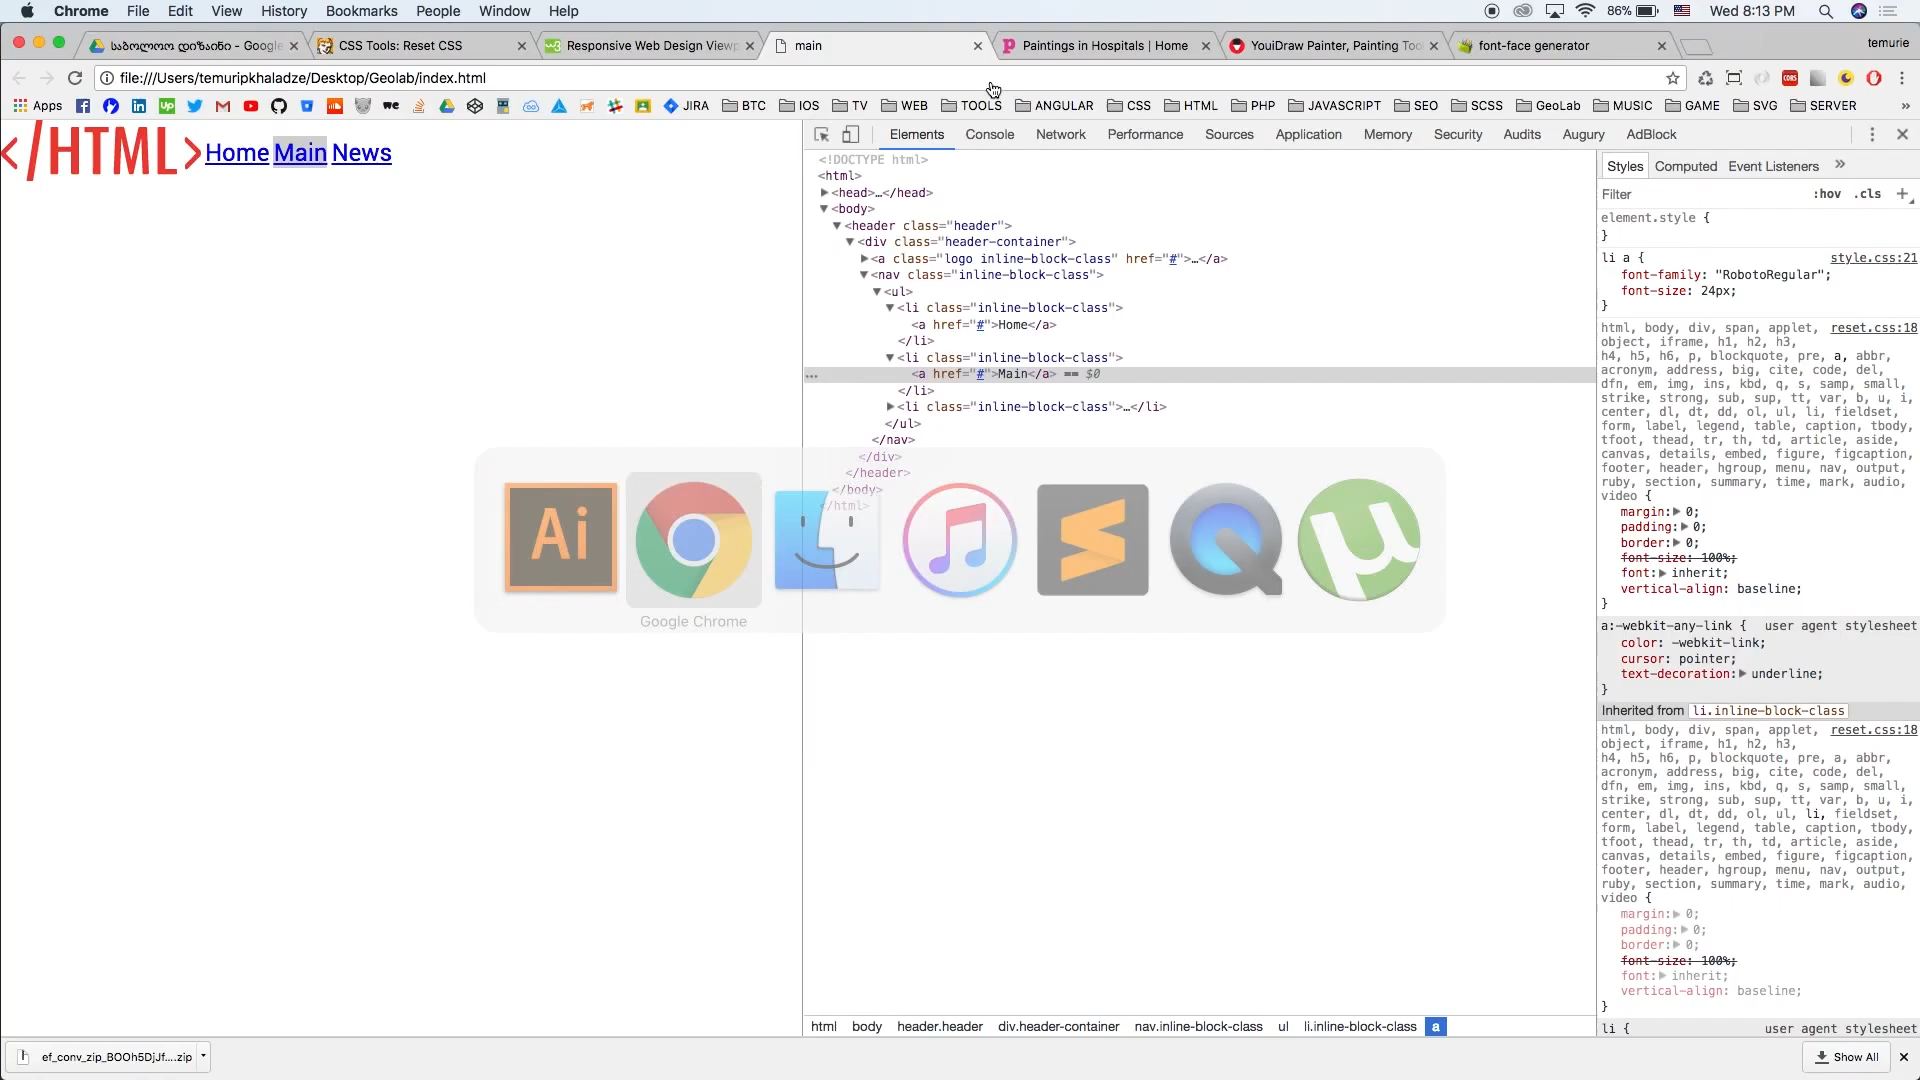 Chrome File Edit View History Bookmarks People Window Help 86% Wed 8:13 PM
საბოლოო დიზაინი - Google CSS Tools: Reset CSS Responsive Web Design Viewp main Paintings in Hospitals | Home YouiDraw Painter, Painting Too font-face generator temurie
file:///Users/temuripkhaladze/Desktop/Geolab/index.html
Apps JIRA BTC IOS TV WEB TOOLS ANGULAR CSS HTML PHP JAVASCRIPT SEO SCSS GeoLab MUSIC GAME SVG SERVER »
</HTML> Home Main News
Elements Console Network Performance Sources Application Memory Security Audits Augury AdBlock
<!DOCTYPE html>
<html>
<head>…</head>
<body>
<header class="header">
<div class="header-container">
<a class="logo inline-block-class" href="#">…</a>
<nav class="inline-block-class">
<ul>
<li class="inline-block-class">
<a href="#">Home</a>
</li>
<li class="inline-block-class">
... <a href="#">Main</a> == $0
</li>
<li class="inline-block-class">…</li>
</ul>
</nav>
</div>
</header>
</body>
</html>
Ai
Google Chrome
html body header.header div.header-container nav.inline-block-class ul li.inline-block-class a
Styles Computed Event Listeners »
Filter :hov .cls +
element.style {
}
li a { style.css:21
font-family: "RobotoRegular";
font-size: 24px;
}
html, body, div, span, applet, reset.css:18
object, iframe, h1, h2, h3,
h4, h5, h6, p, blockquote, pre, a, abbr,
acronym, address, big, cite, code, del,
dfn, em, img, ins, kbd, q, s, samp, small,
strike, strong, sub, sup, tt, var, b, u, i,
center, dl, dt, dd, ol, ul, li, fieldset,
form, label, legend, table, caption, tbody,
tfoot, thead, tr, th, td, article, aside,
canvas, details, embed, figure, figcaption,
footer, header, hgroup, menu, nav, output,
ruby, section, summary, time, mark, audio,
video {
margin: 0;
padding: 0;
border: 0;
font-size: 100%;
font: inherit;
vertical-align: baseline;
}
a:-webkit-any-link { user agent stylesheet
color: -webkit-link;
cursor: pointer;
text-decoration: underline;
}
Inherited from li.inline-block-class
html, body, div, span, applet, reset.css:18
object, iframe, h1, h2, h3,
h4, h5, h6, p, blockquote, pre, a, abbr,
acronym, address, big, cite, code, del,
dfn, em, img, ins, kbd, q, s, samp, small,
strike, strong, sub, sup, tt, var, b, u, i,
center, dl, dt, dd, ol, ul, li, fieldset,
form, label, legend, table, caption, tbody,
tfoot, thead, tr, th, td, article, aside,
canvas, details, embed, figure, figcaption,
footer, header, hgroup, menu, nav, output,
ruby, section, summary, time, mark, audio,
video {
margin: 0;
padding: 0;
border: 0;
font-size: 100%;
font: inherit;
vertical-align: baseline;
}
li { user agent stylesheet
ef_conv_zip_BOOh5DjJf....zip Show All